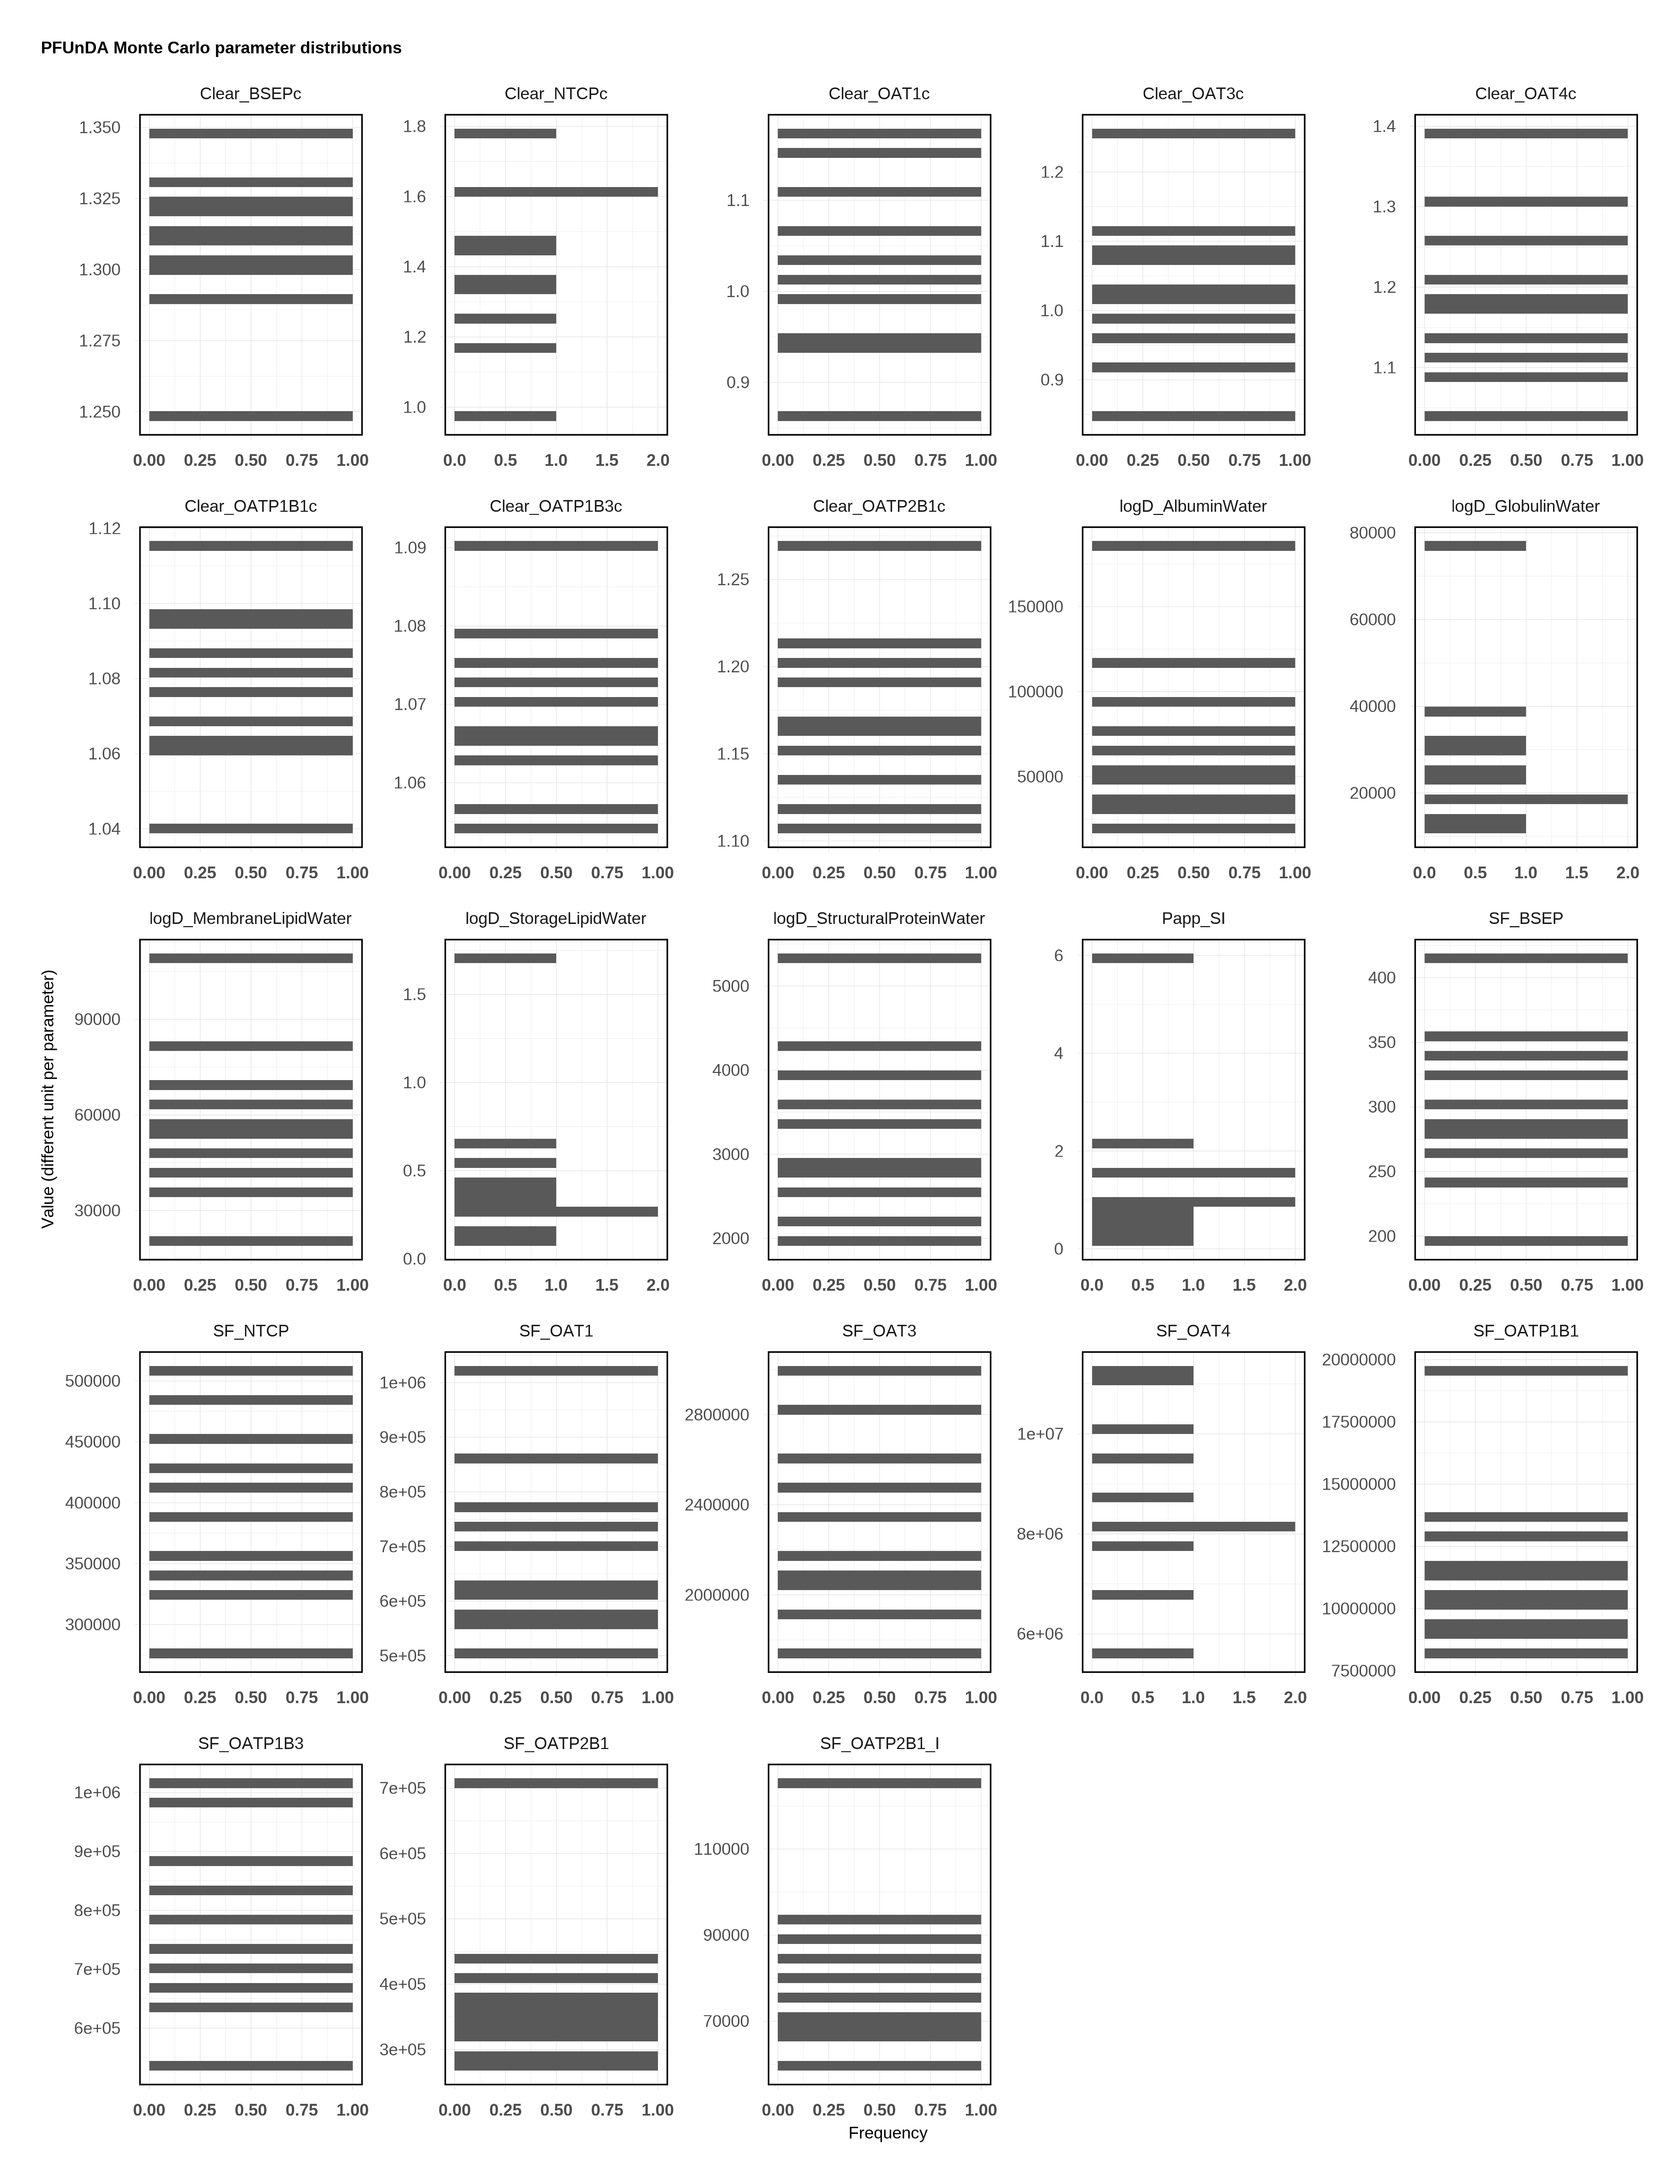 PFUnDA Monte Carlo parameter distributions
Clear_BSEPc Clear_NTCPc Clear_OAT1c Clear_OAT3c Clear_OAT4c
1.350 1.325 1.300 1.275 1.250
1.8 1.6 1.4 1.2 1.0
1.1 1.0 0.9
1.2 1.1 1.0 0.9
1.4 1.3 1.2 1.1
0.00 0.25 0.50 0.75 1.00 0.0 0.5 1.0 1.5 2.0 0.00 0.25 0.50 0.75 1.00 0.00 0.25 0.50 0.75 1.00 0.00 0.25 0.50 0.75 1.00
Clear_OATP1B1c Clear_OATP1B3c Clear_OATP2B1c logD_AlbuminWater logD_GlobulinWater
1.12 1.10 1.08 1.06 1.04
1.09 1.08 1.07 1.06
1.25 1.20 1.15 1.10
150000 100000 50000
80000 60000 40000 20000
0.00 0.25 0.50 0.75 1.00 0.00 0.25 0.50 0.75 1.00 0.00 0.25 0.50 0.75 1.00 0.00 0.25 0.50 0.75 1.00 0.0 0.5 1.0 1.5 2.0
logD_MembraneLipidWater logD_StorageLipidWater logD_StructuralProteinWater Papp_SI SF_BSEP
Value (different unit per parameter)
90000 60000 30000
1.5 1.0 0.5 0.0
5000 4000 3000 2000
6 4 2 0
400 350 300 250 200
0.00 0.25 0.50 0.75 1.00 0.0 0.5 1.0 1.5 2.0 0.00 0.25 0.50 0.75 1.00 0.0 0.5 1.0 1.5 2.0 0.00 0.25 0.50 0.75 1.00
SF_NTCP SF_OAT1 SF_OAT3 SF_OAT4 SF_OATP1B1
500000 450000 400000 350000 300000
1e+06 9e+05 8e+05 7e+05 6e+05 5e+05
2800000 2400000 2000000
1e+07 8e+06 6e+06
20000000 17500000 15000000 12500000 10000000 7500000
0.00 0.25 0.50 0.75 1.00 0.00 0.25 0.50 0.75 1.00 0.00 0.25 0.50 0.75 1.00 0.0 0.5 1.0 1.5 2.0 0.00 0.25 0.50 0.75 1.00
SF_OATP1B3 SF_OATP2B1 SF_OATP2B1_I
1e+06 9e+05 8e+05 7e+05 6e+05
7e+05 6e+05 5e+05 4e+05 3e+05
110000 90000 70000
0.00 0.25 0.50 0.75 1.00 0.00 0.25 0.50 0.75 1.00 0.00 0.25 0.50 0.75 1.00
Frequency